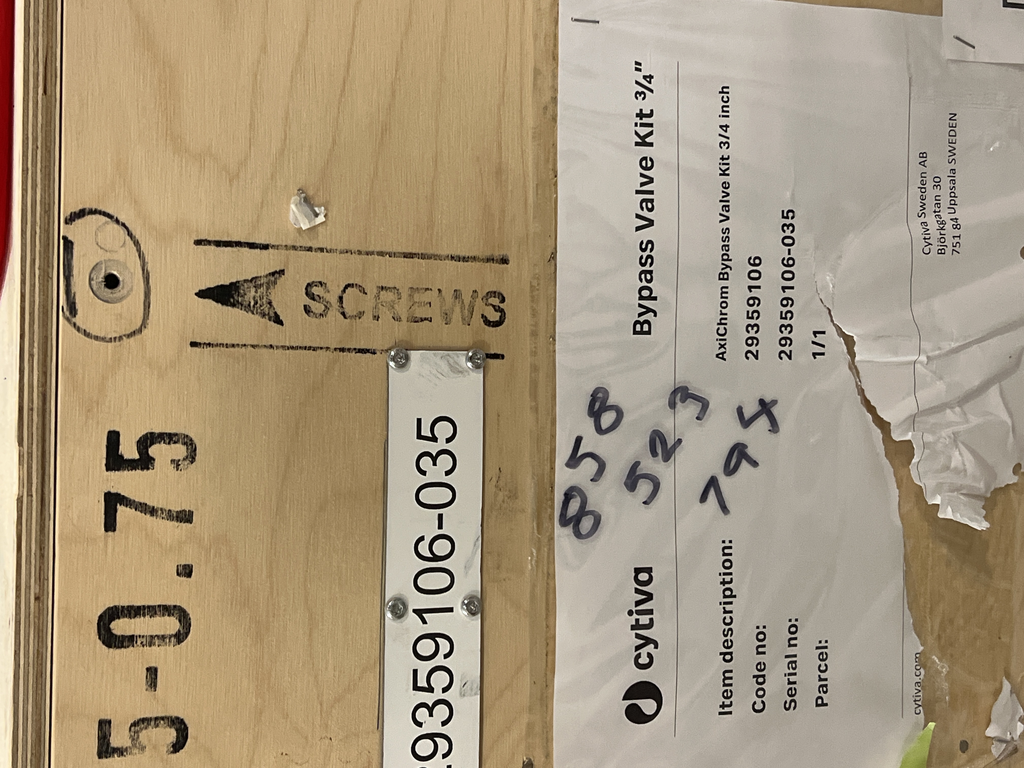 5-0.75
SCREWS
9359106-035
858
523
795
cytiva
Bypass Valve Kit ¾"
Item description: AxiChrom Bypass Valve Kit 3/4 inch
Code no: 29359106
Serial no: 29359106-035
Parcel: 1/1
cytiva.com
Cytiva Sweden AB
Björkgatan 30
751 84 Uppsala SWEDEN